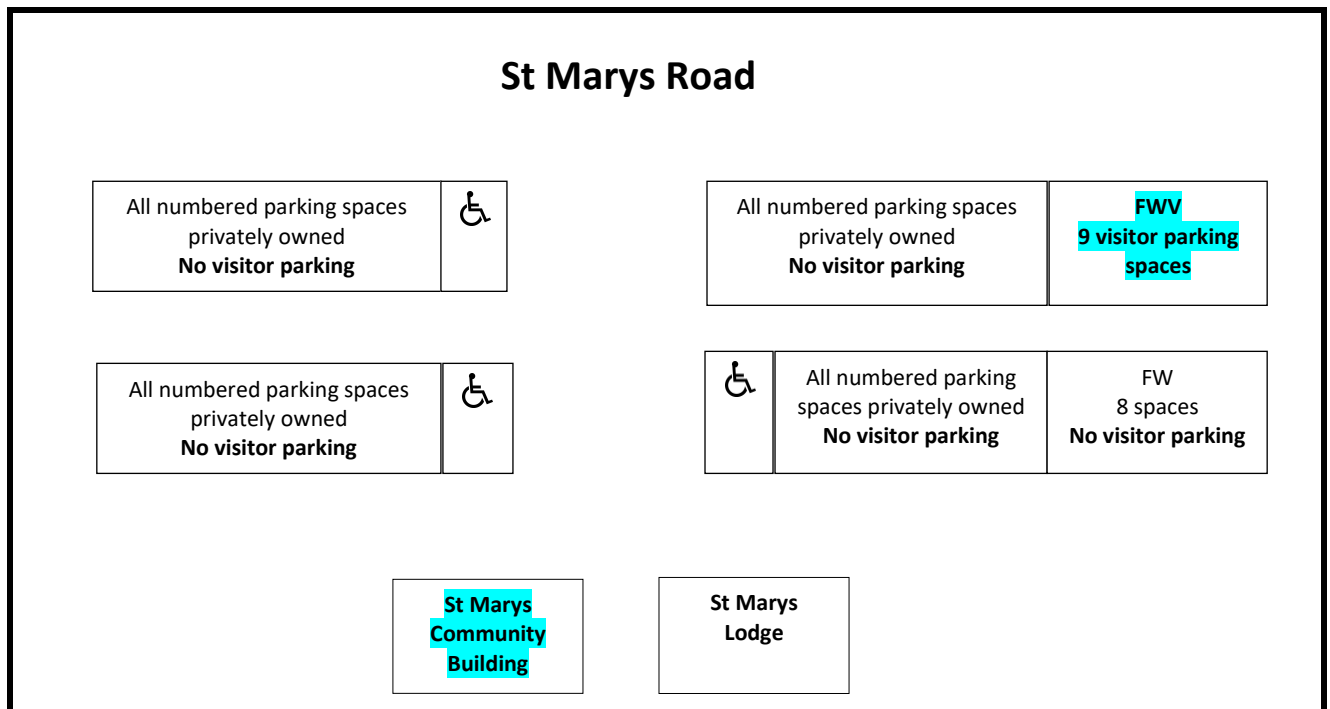 St Marys Road
All numbered parking spaces
privately owned
No visitor parking
All numbered parking spaces
privately owned
No visitor parking
FWV
9 visitor parking
spaces
All numbered parking spaces
privately owned
No visitor parking
All numbered parking
spaces privately owned
No visitor parking
FW
8 spaces
No visitor parking
St Marys
Community
Building
St Marys
Lodge